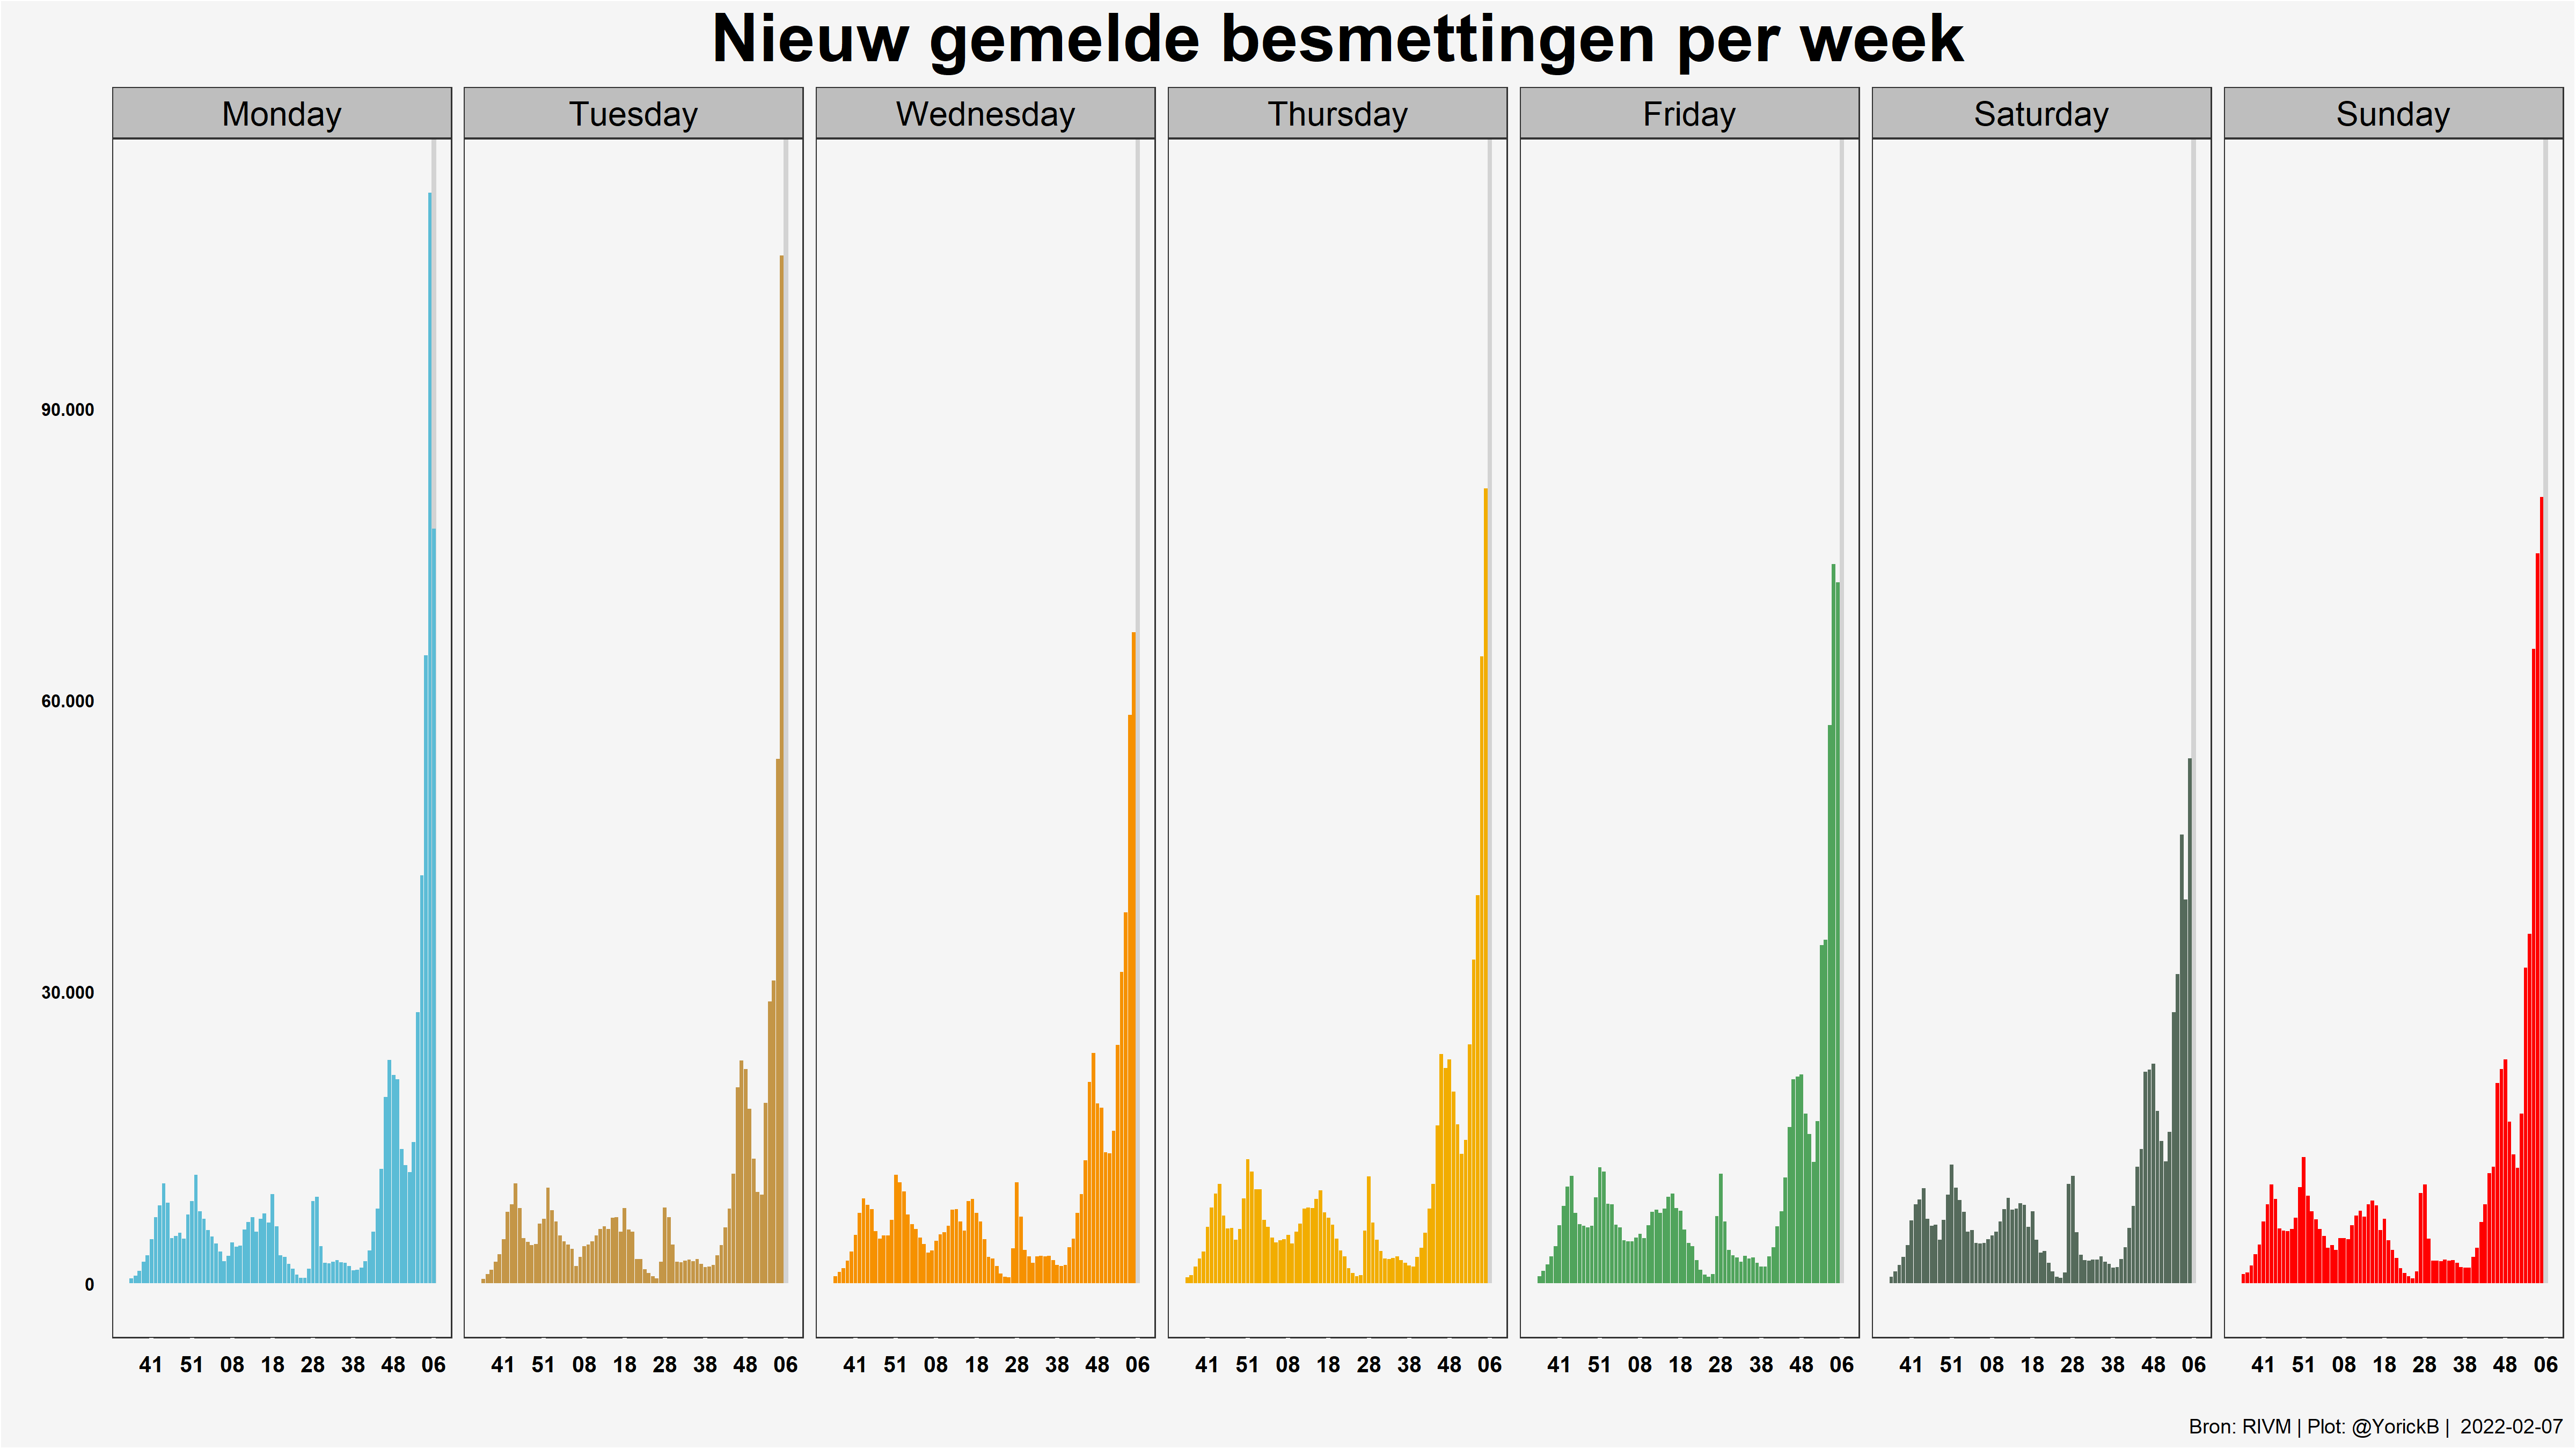 Nieuw gemelde besmettingen per week
Monday Tuesday Wednesday Thursday Friday Saturday Sunday
90.000
60.000
30.000
0
41 51 08 18 28 38 48 06 41 51 08 18 28 38 48 06 41 51 08 18 28 38 48 06 41 51 08 18 28 38 48 06 41 51 08 18 28 38 48 06 41 51 08 18 28 38 48 06 41 51 08 18 28 38 48 06
Bron: RIVM | Plot: @YorickB | 2022-02-07